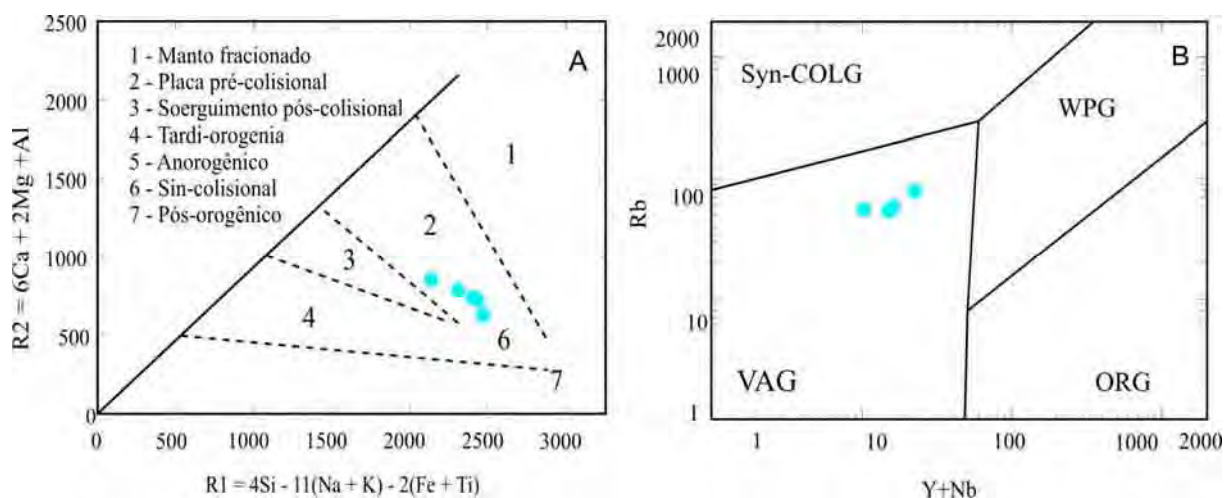 2500
2000
1500
1000
500
0
R2 = 6Ca + 2Mg +Al
1 - Manto fracionado
2 - Placa pré-colisional
3 - Soerguimento pós-colisional
4 - Tardi-orogenia
5 - Anorogênico
6 - Sin-colisional
7 - Pós-orogênico
A
1
2
3
4
6
7
0 500 1000 1500 2000 2500 3000
R1 = 4Si - 11(Na + K) - 2(Fe + Ti)
2000
1000
100
10
1
Rb
Syn-COLG
B
WPG
VAG
ORG
1 10 100 1000 2000
Y+Nb